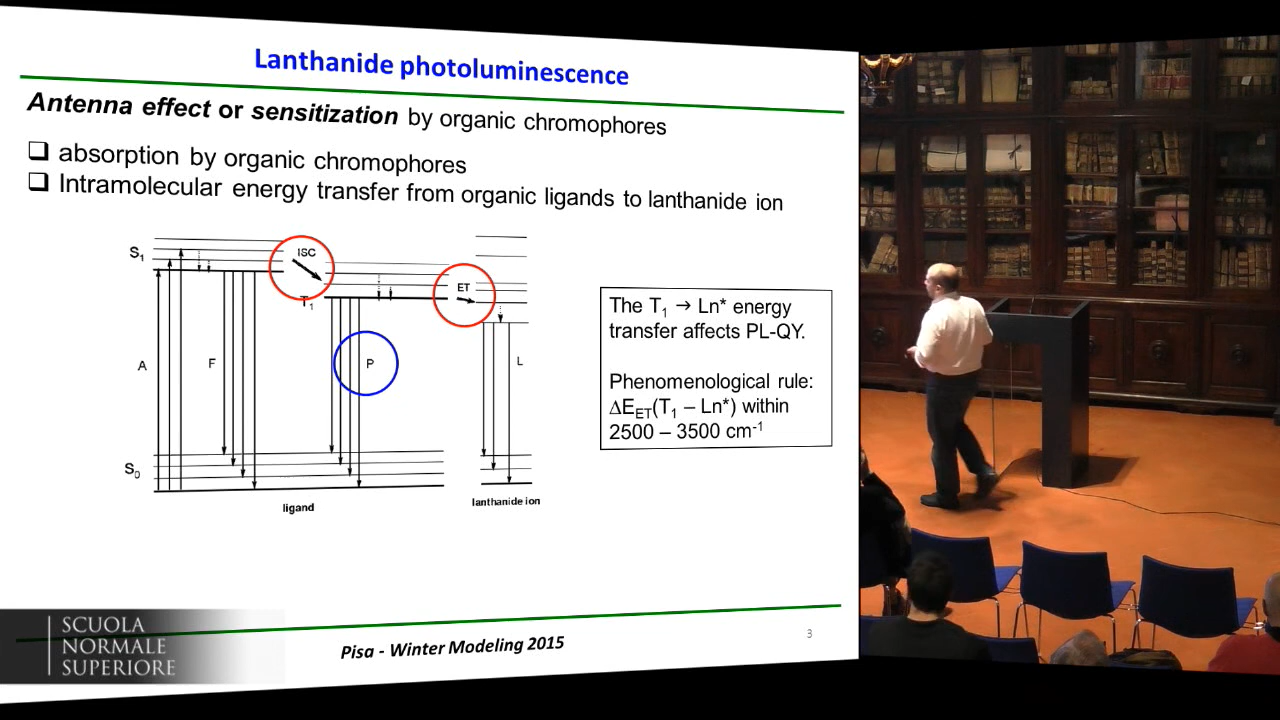 Lanthanide photoluminescence
Antenna effect or sensitization by organic chromophores
❑ absorption by organic chromophores
❑ Intramolecular energy transfer from organic ligands to lanthanide ion
S1
ISC
T1
ET
A
F
P
L
S0
ligand
lanthanide ion
The T1 → Ln* energy
transfer affects PL-QY.
Phenomenological rule:
ΔEET(T1 – Ln*) within
2500 – 3500 cm-1
Pisa - Winter Modeling 2015
3
SCUOLA
NORMALE
SUPERIORE